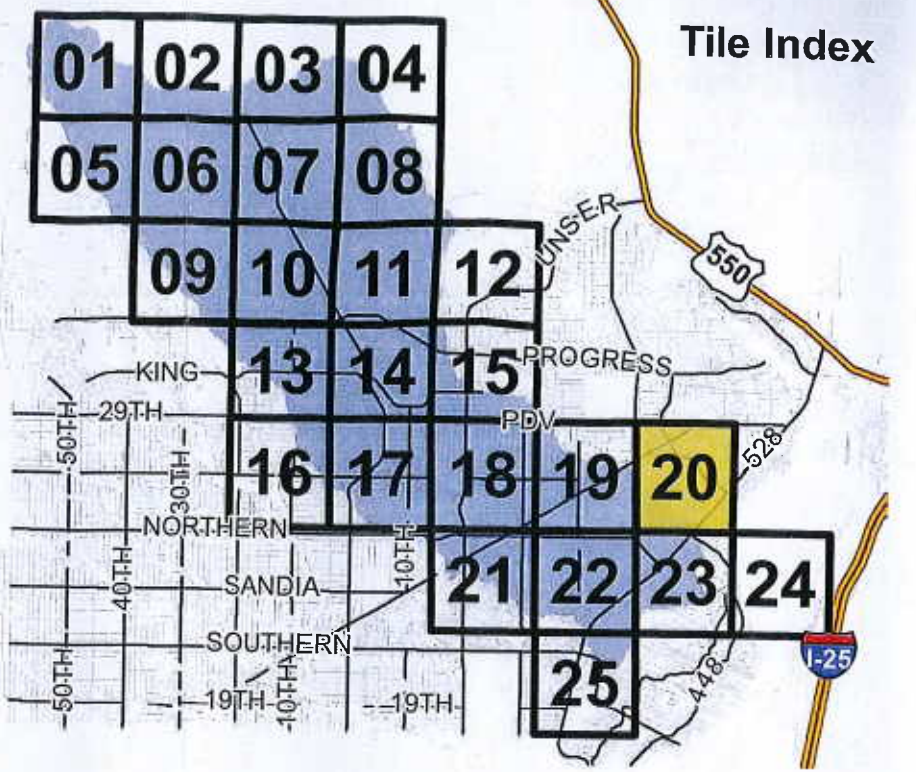 Tile Index
01 02 03 04
05 06 07 08
UNSER
09 10 11 12
550
KING 13 14 15 PROGRESS
29TH
PDV
50TH
30TH
16 17 18 19 20
528
NORTHERN
40TH
10TH
SANDIA
21 22 23 24
SOUTHERN
I-25
50TH
19TH
10TH
19TH
25
448